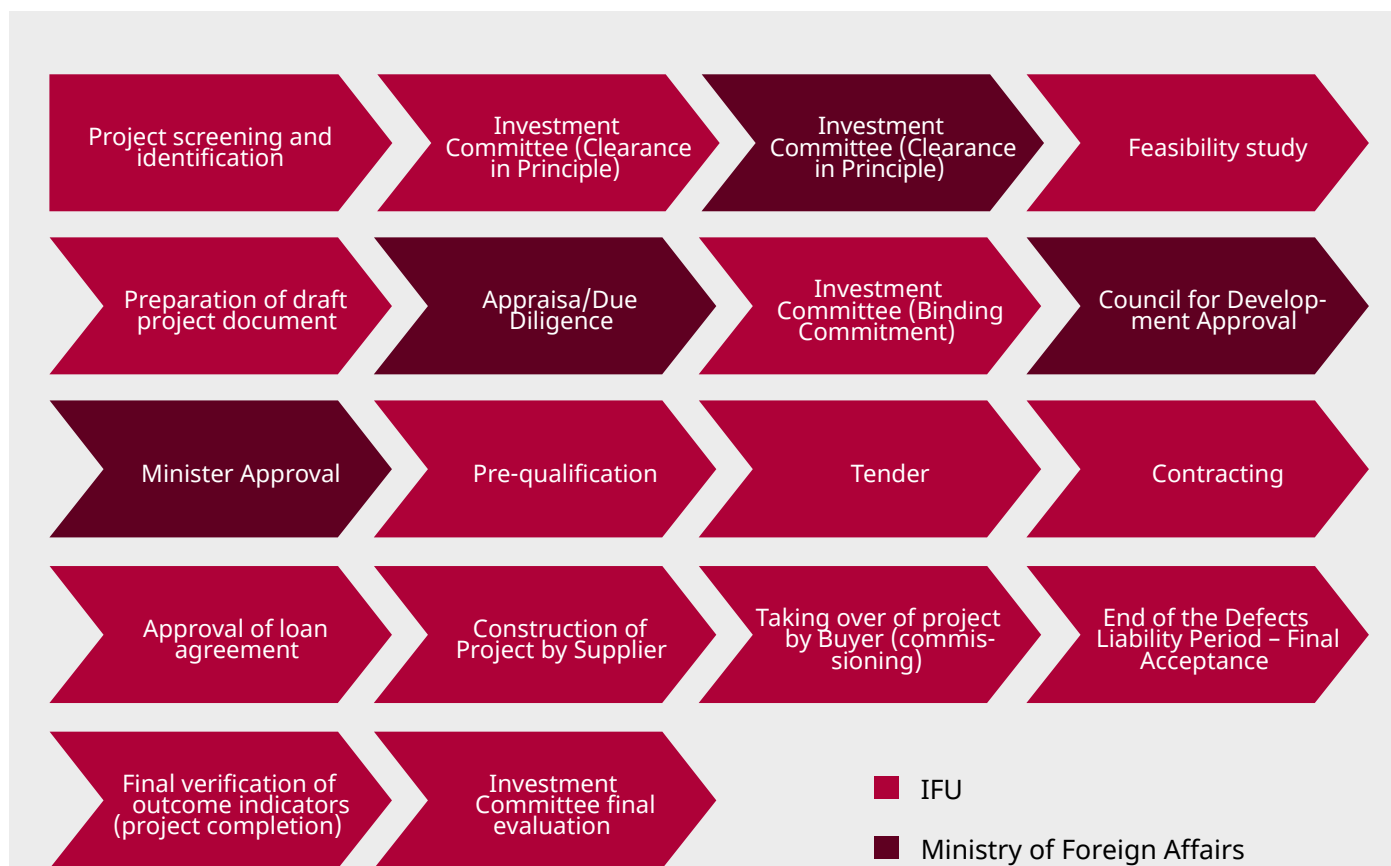 Project screening and
identification
Investment
Committee (Clearance
in Principle)
Investment
Committee (Clearance
in Principle)
Feasibility study
Preparation of draft
project document
Appraisa/Due
Diligence
Investment
Committee (Binding
Commitment)
Council for Develop-
ment Approval
Minister Approval
Pre-qualification
Tender
Contracting
Approval of loan
agreement
Construction of
Project by Supplier
Taking over of project
by Buyer (commis-
sioning)
End of the Defects
Liability Period – Final
Acceptance
Final verification of
outcome indicators
(project completion)
Investment
Committee final
evaluation
IFU
Ministry of Foreign Affairs